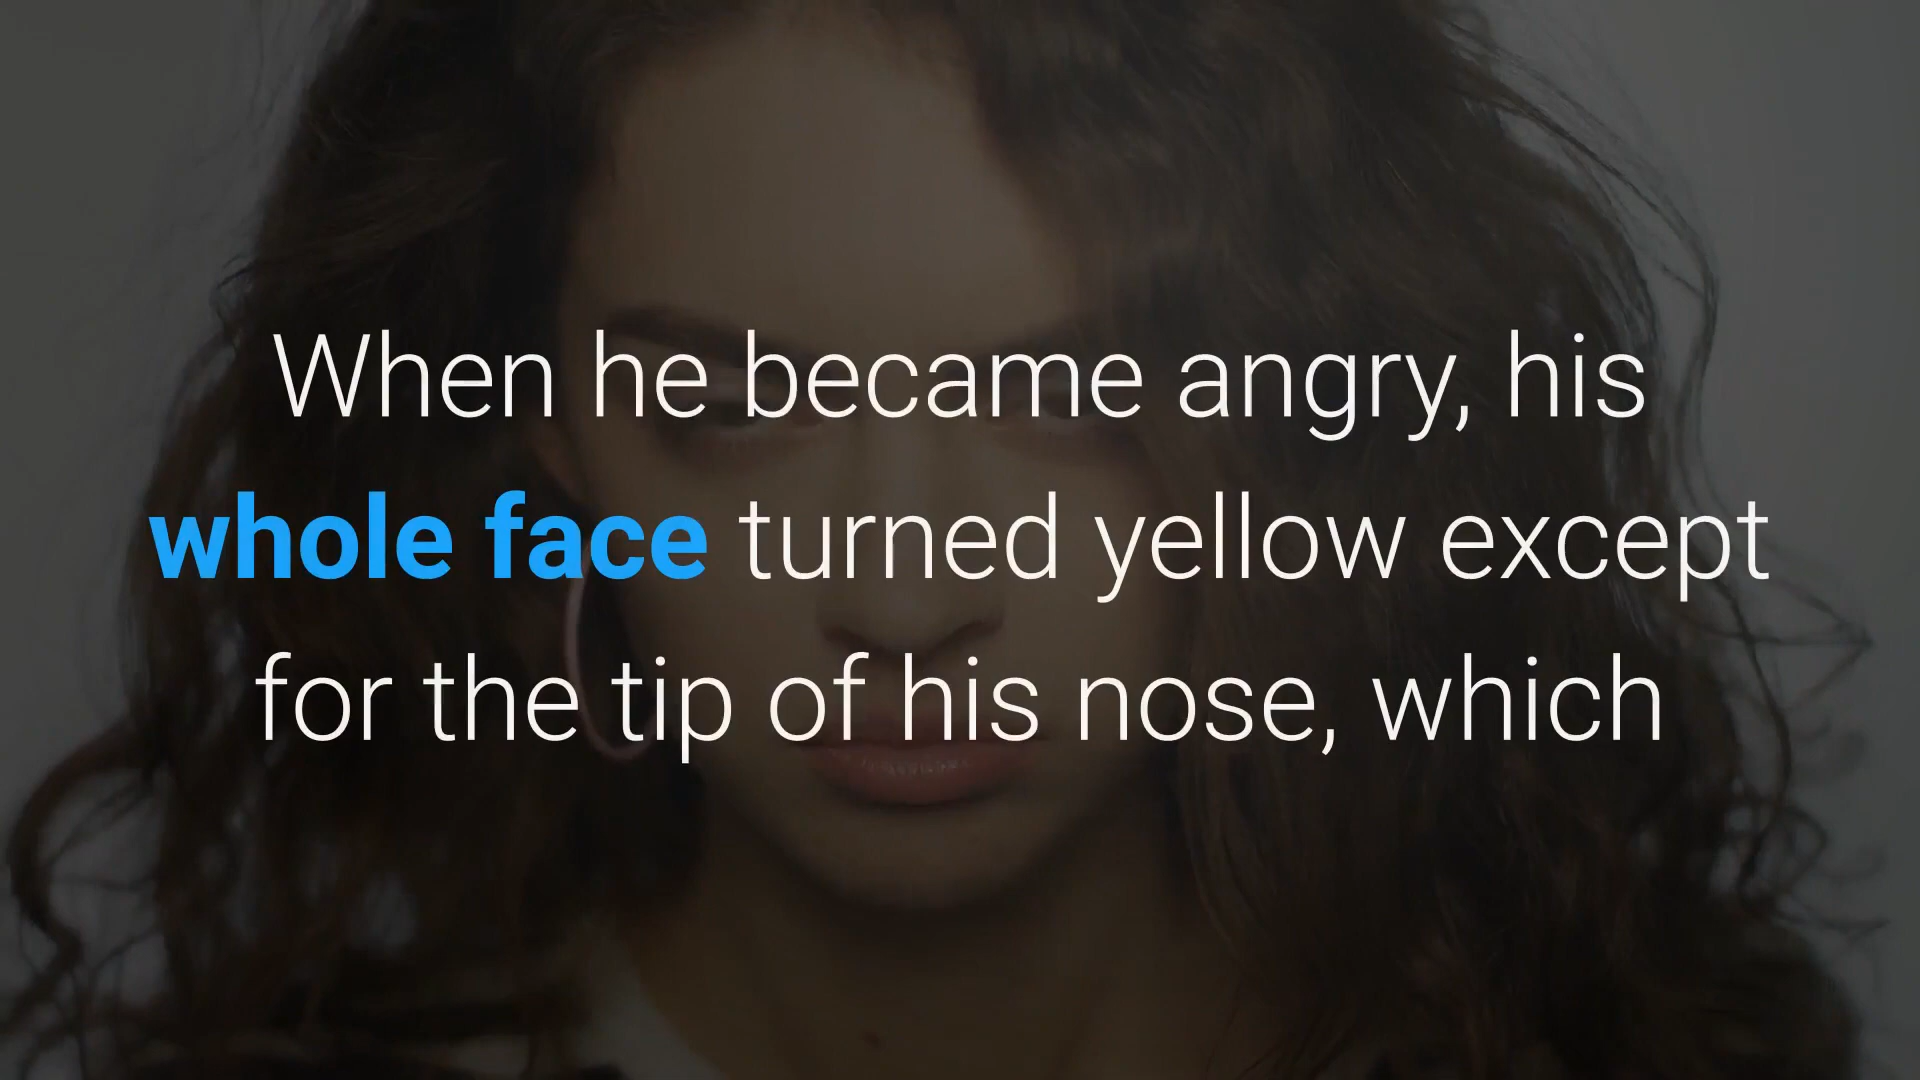 When he became angry, his
whole face turned yellow except
for the tip of his nose, which